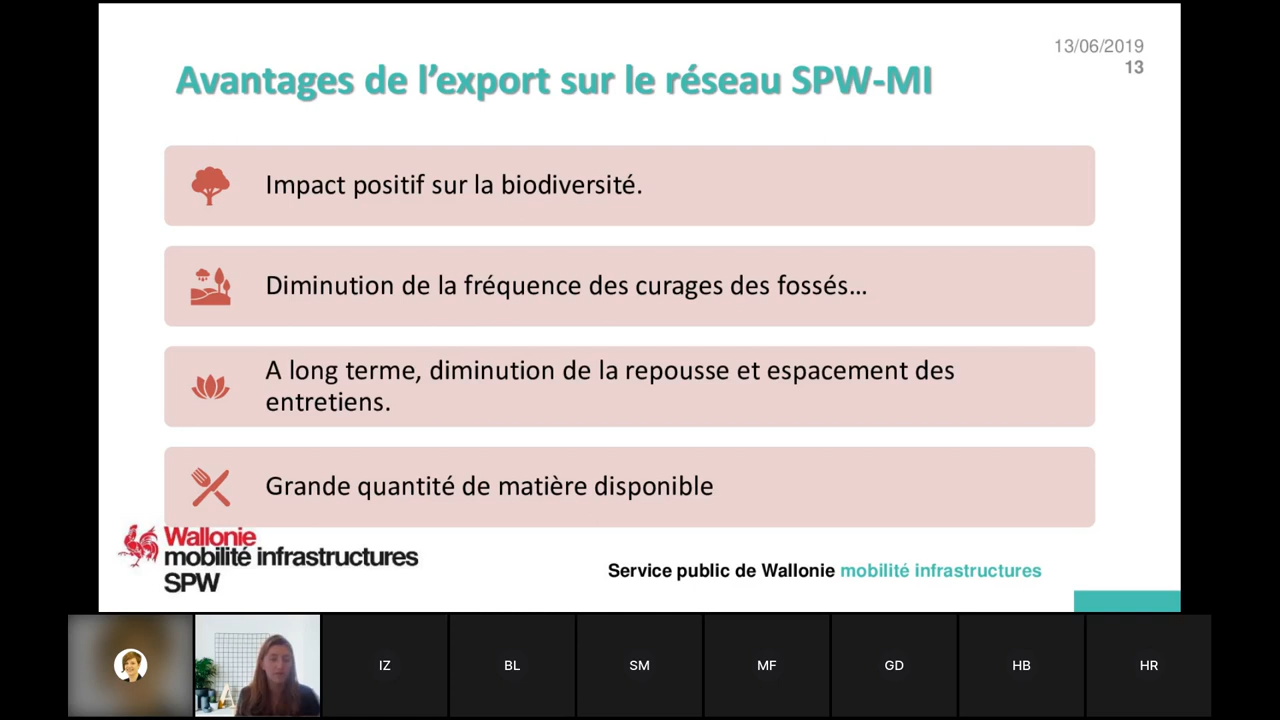 13/06/2019
13
Avantages de l’export sur le réseau SPW-MI
Impact positif sur la biodiversité.
Diminution de la fréquence des curages des fossés…
A long terme, diminution de la repousse et espacement des
entretiens.
Grande quantité de matière disponible
Wallonie
mobilité infrastructures
SPW
Service public de Wallonie mobilité infrastructures
IZ
BL
SM
MF
GD
HB
HR